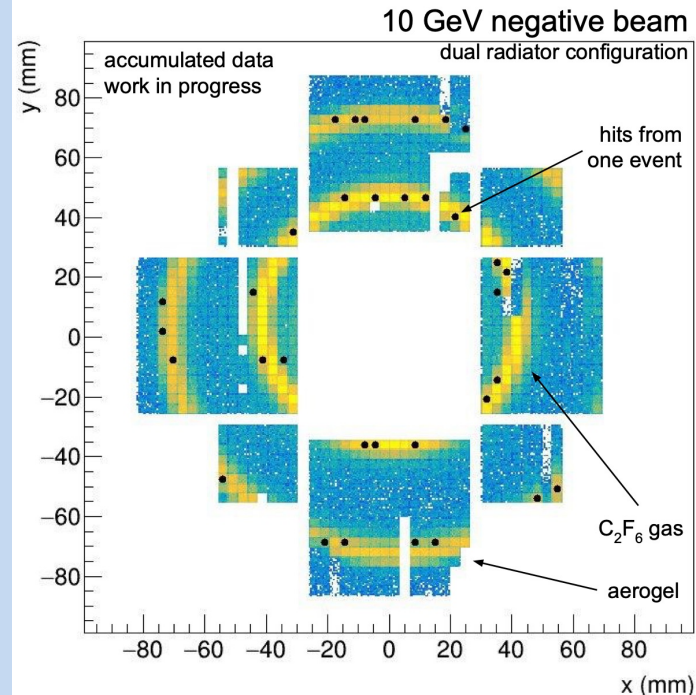 10 GeV negative beam
dual radiator configuration
accumulated data
work in progress
hits from
one event
C₂F₆ gas
aerogel
y (mm)
80
60
40
20
0
−20
−40
−60
−80
−80 −60 −40 −20 0 20 40 60 80
x (mm)